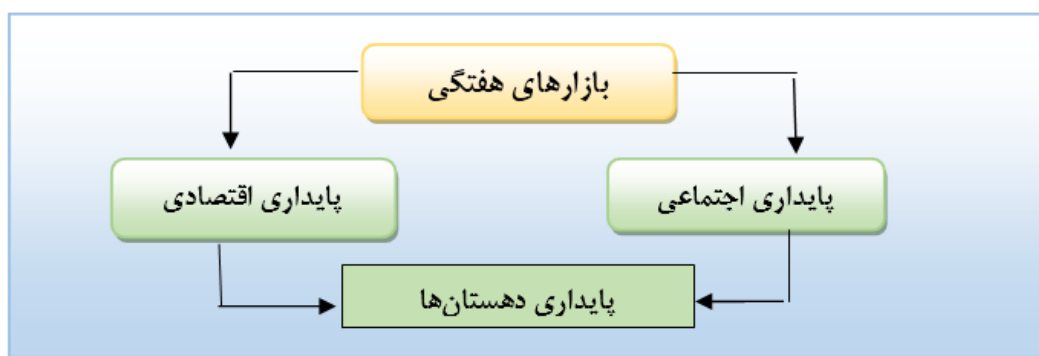 بازارهای هفتگی
پایداری اجتماعی
پایداری اقتصادی
پایداری دهستان‌ها